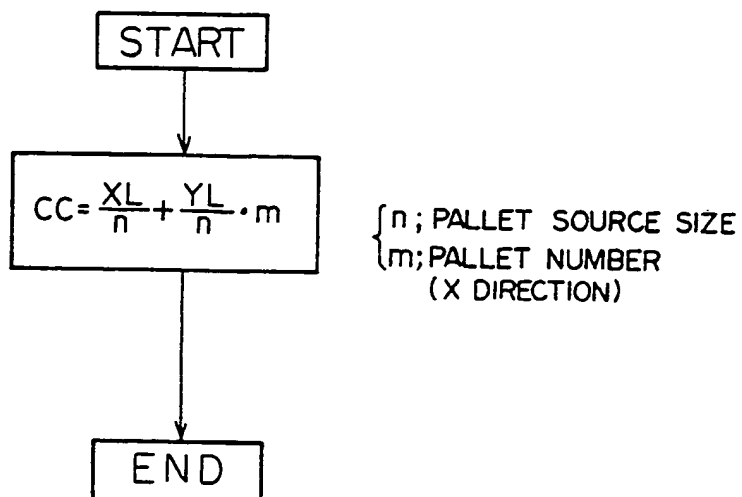 START
CC = XL/n + YL/n · m
n; PALLET SOURCE SIZE
m; PALLET NUMBER
(X DIRECTION)
END